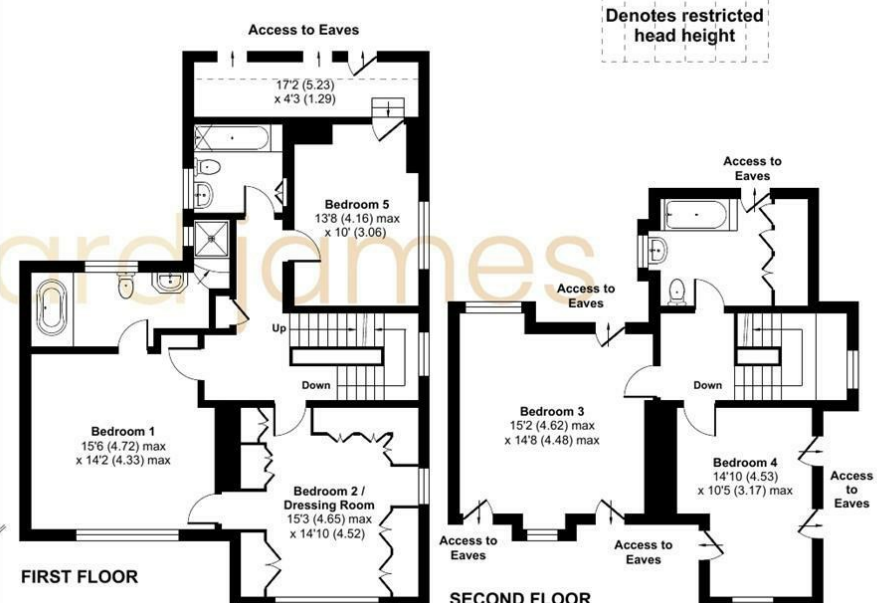 Denotes restricted
head height
Access to Eaves
17'2 (5.23)
x 4'3 (1.29)
Bedroom 5
13'8 (4.16) max
x 10' (3.06)
Access to
Eaves
ard james
Access to
Eaves
Up
Down
Bedroom 1
15'6 (4.72) max
x 14'2 (4.33) max
Bedroom 2 /
Dressing Room
15'3 (4.65) max
x 14'10 (4.52)
Bedroom 3
15'2 (4.62) max
x 14'8 (4.48) max
Down
Bedroom 4
14'10 (4.53)
x 10'5 (3.17) max
Access
to
Eaves
Access to
Eaves
Access to
Eaves
FIRST FLOOR
SECOND FLOOR